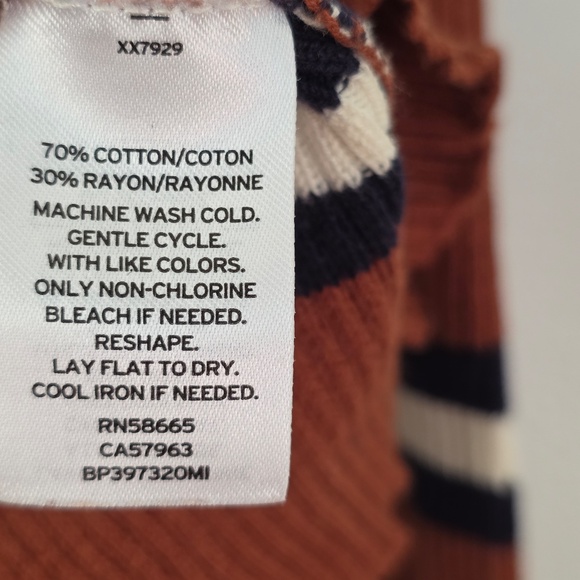 XX7929
70% COTTON/COTON
30% RAYON/RAYONNE
MACHINE WASH COLD.
GENTLE CYCLE.
WITH LIKE COLORS.
ONLY NON-CHLORINE
BLEACH IF NEEDED.
RESHAPE.
LAY FLAT TO DRY.
COOL IRON IF NEEDED.
RN58665
CA57963
BP397320MI